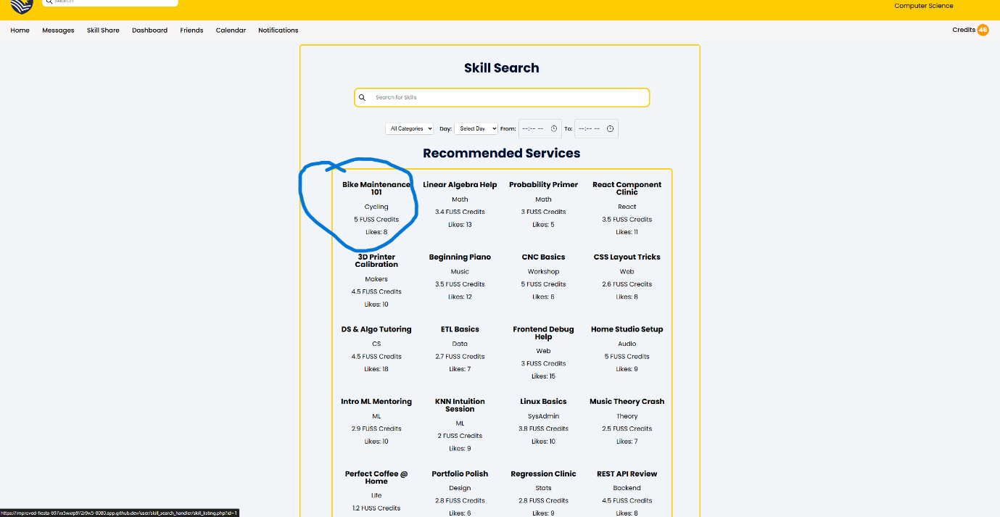 Search
Computer Science
Home Messages Skill Share Dashboard Friends Calendar Notifications Credits 46
Skill Search
Search for Skills
All Categories Day: Select Day From: --:-- -- To: --:-- --
Recommended Services
Bike Maintenance Linear Algebra Help Probability Primer React Component
101 Clinic
Math Math
Cycling React
3.4 FUSS Credits 3 FUSS Credits
5 FUSS Credits 3.5 FUSS Credits
Likes: 13 Likes: 5
Likes: 8 Likes: 11
3D Printer Beginning Piano CNC Basics CSS Layout Tricks
Calibration
Music Workshop Web
Makers
3.5 FUSS Credits 5 FUSS Credits 2.6 FUSS Credits
4.5 FUSS Credits
Likes: 12 Likes: 6 Likes: 8
Likes: 10
DS & Algo Tutoring ETL Basics Frontend Debug Home Studio Setup
Help
CS Data Audio
Web
4.5 FUSS Credits 2.7 FUSS Credits 5 FUSS Credits
3 FUSS Credits
Likes: 18 Likes: 7 Likes: 9
Likes: 15
Intro ML Mentoring KNN Intuition Linux Basics Music Theory Crash
Session
ML SysAdmin Theory
ML
2.9 FUSS Credits 3.8 FUSS Credits 2.5 FUSS Credits
2 FUSS Credits
Likes: 10 Likes: 10 Likes: 7
Likes: 9
Perfect Coffee @ Portfolio Polish Regression Clinic REST API Review
Home
Design Stats Backend
Life
2.8 FUSS Credits 2.8 FUSS Credits 4.5 FUSS Credits
1.2 FUSS Credits
Likes: 6 Likes: 9 Likes: 8
https://improved-fiesta-697vx5wxrp972r9w5-8080.app.github.dev/user/skill_search_handler/skill_listing.php?id=1